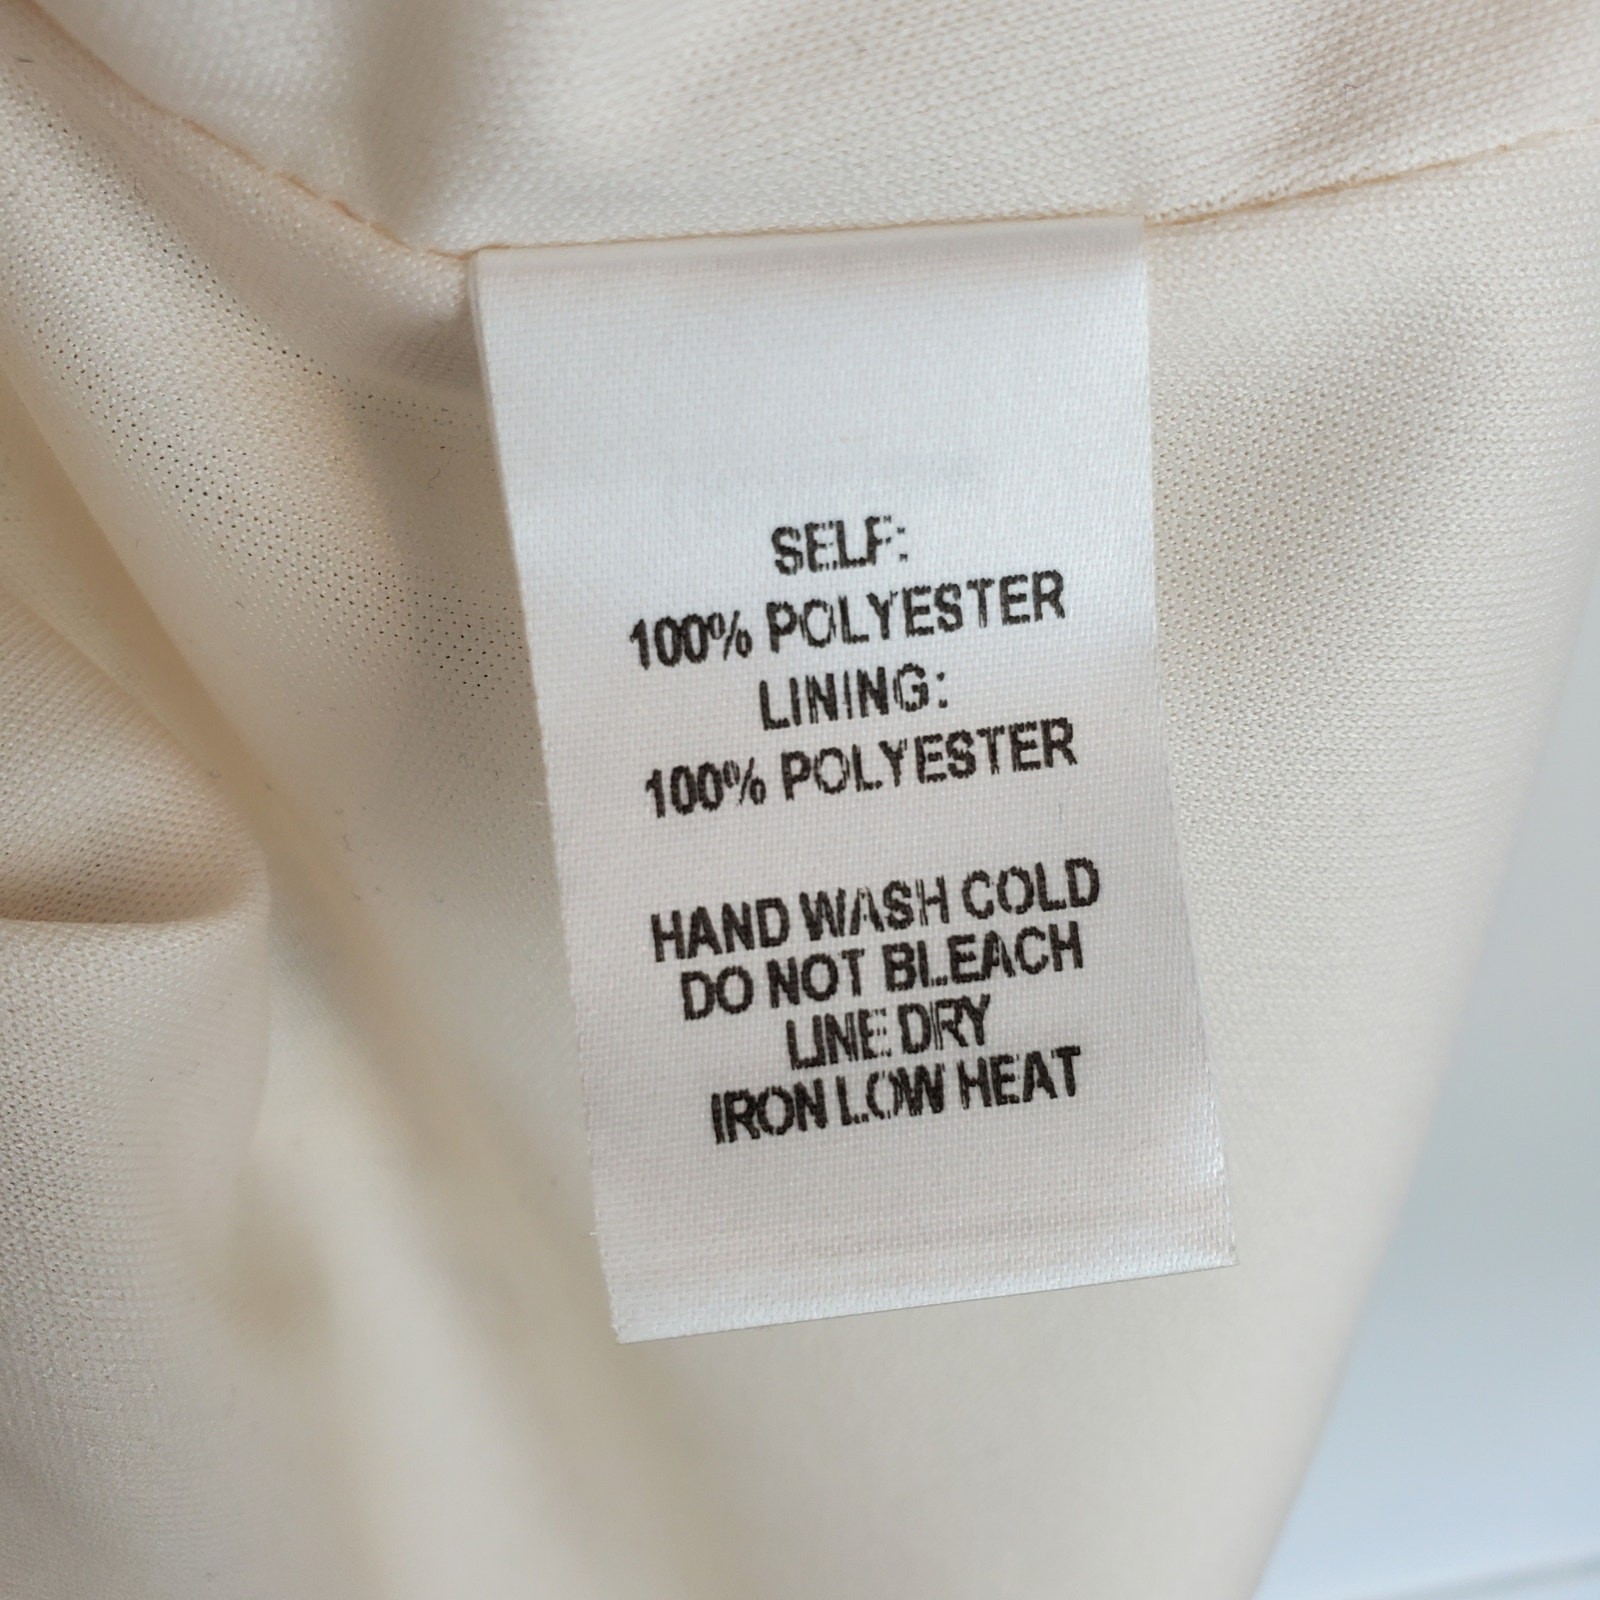 SELF:
100% POLYESTER
LINING:
100% POLYESTER
HAND WASH COLD
DO NOT BLEACH
LINE DRY
IRON LOW HEAT